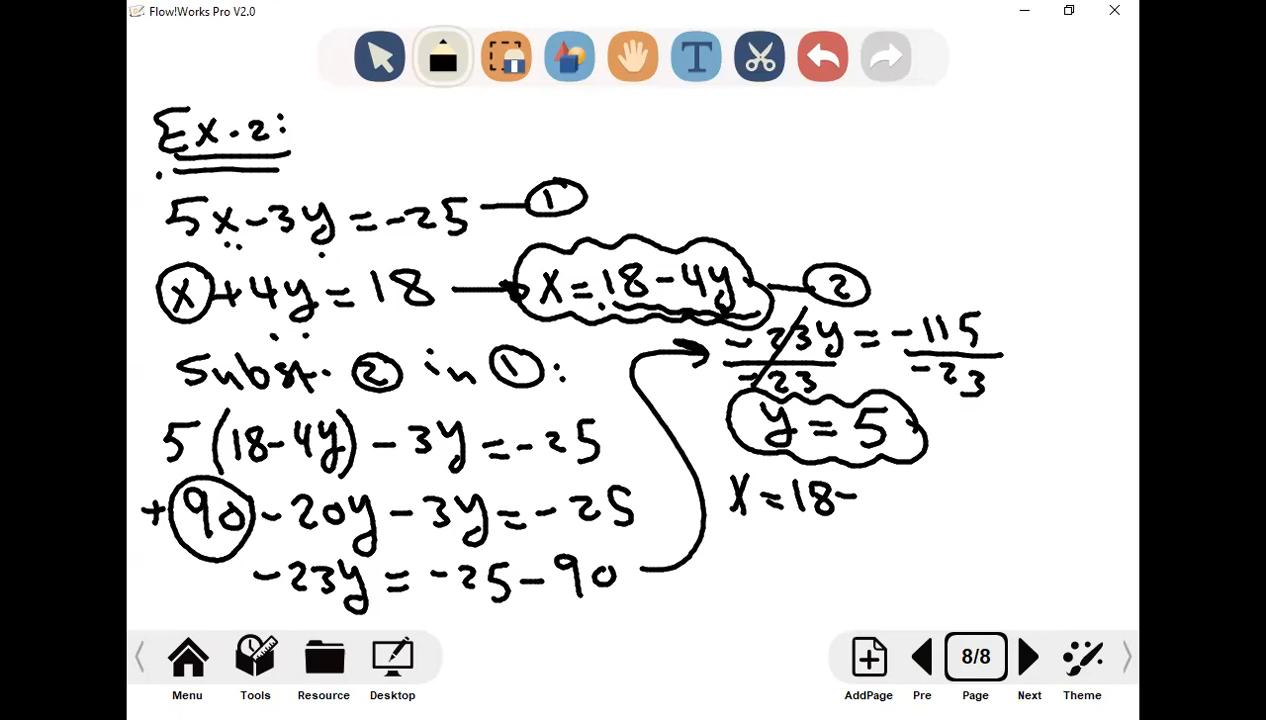 Flow!Works Pro V2.0
Ex.2:
5x-3y=-25 ①
x+4y=18 → x=18-4y ②
Subst. ② in ①:
5(18-4y)-3y=-25
+90-20y-3y=-25
-23y=-25-90
-23y = -115
-23 -23
y=5
x=18-
Menu Tools Resource Desktop
8/8
AddPage Pre Page Next Theme